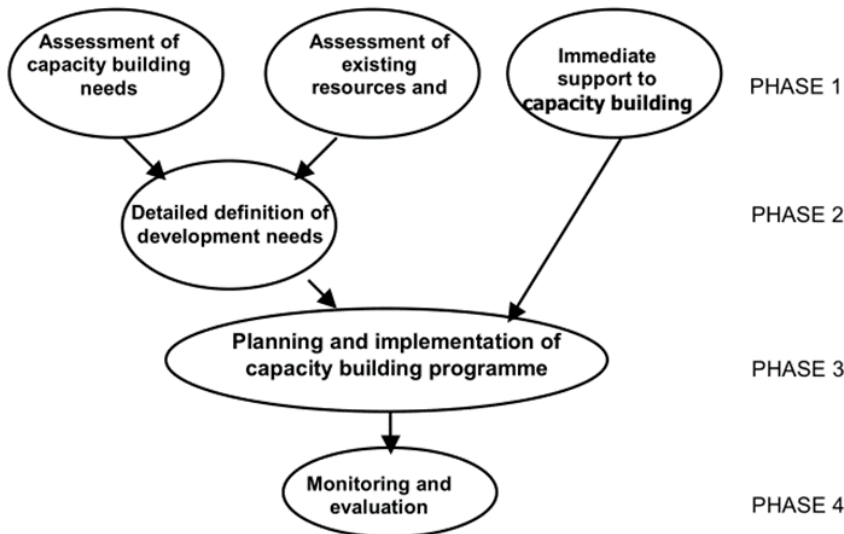 Assessment of
capacity building
needs
Assessment of
existing
resources and
Immediate
support to
capacity building
PHASE 1
Detailed definition of
development needs
PHASE 2
Planning and implementation of
capacity building programme
PHASE 3
Monitoring and
evaluation
PHASE 4